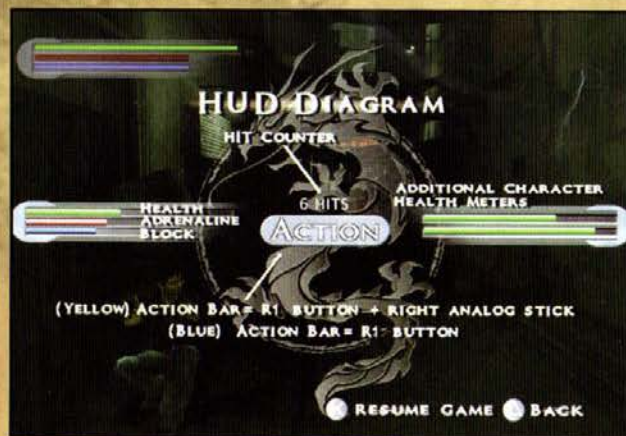 HUD DIAGRAM
HIT COUNTER
6 HITS
ACTION
HEALTH
ADRENALINE
BLOCK
ADDITIONAL CHARACTER
HEALTH METERS
(YELLOW) ACTION BAR= R1 BUTTON + RIGHT ANALOG STICK
(BLUE) ACTION BAR= R1 BUTTON
RESUME GAME BACK